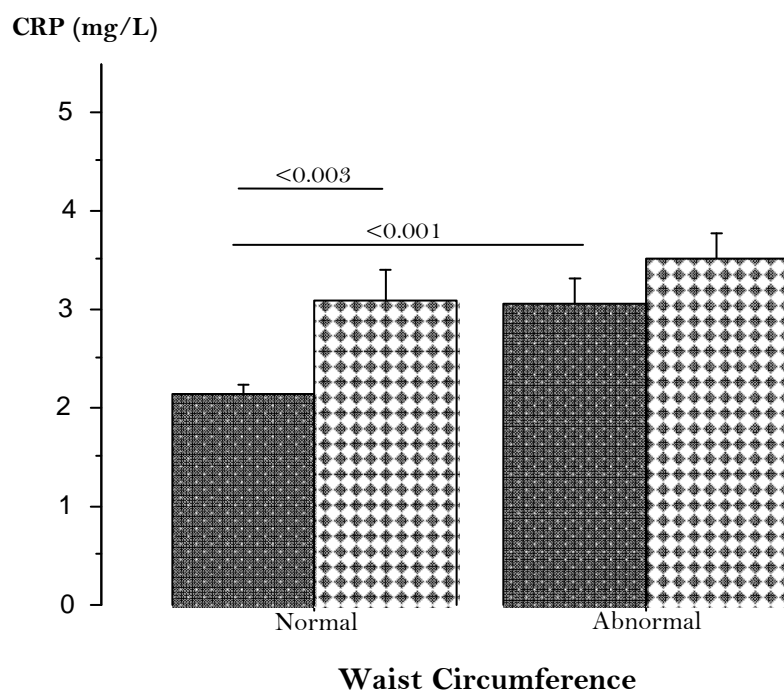 CRP (mg/L)
5
<0.003
4
<0.001
3
2
1
0
Normal
Abnormal
Waist Circumference